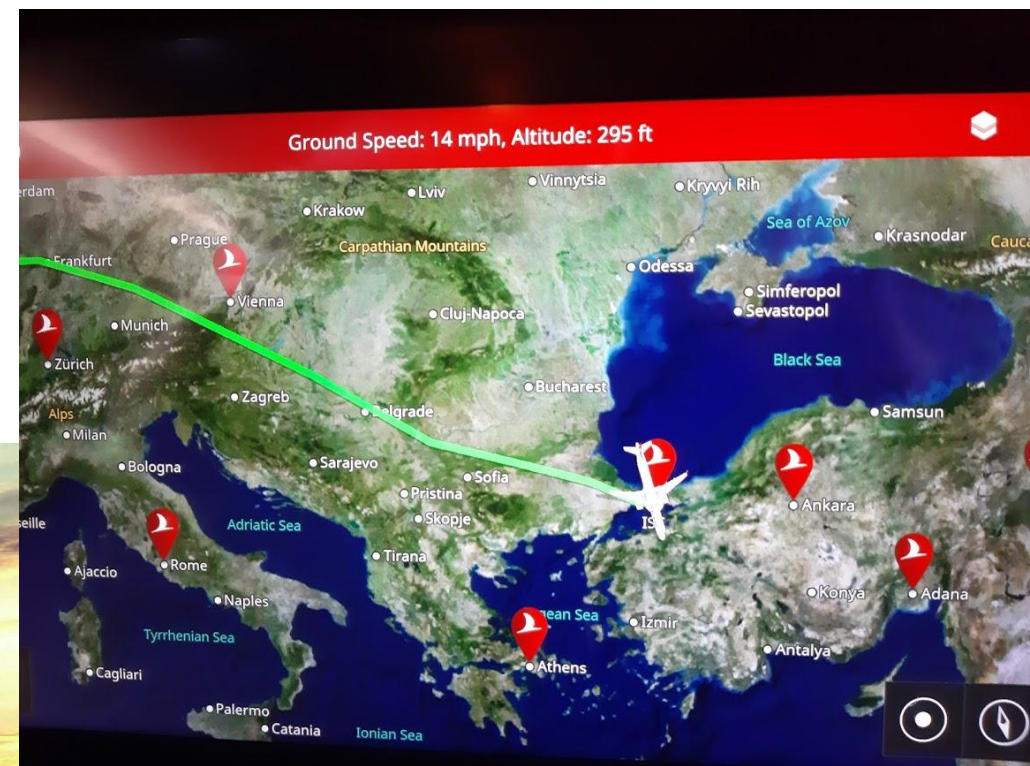 Ground Speed: 14 mph, Altitude: 295 ft
Vinnytsia
Lviv
Kryvyi Rih
erdam
Krakow
Sea of Azov
Krasnodar
Prague
Carpathian Mountains
Cauca
Frankfurt
Odessa
Simferopol
Vienna
Sevastopol
Cluj-Napoca
Munich
Black Sea
Zürich
Bucharest
Zagreb
Belgrade
Samsun
Alps
Milan
Bologna
Sarajevo
Sofia
Pristina
Ankara
Skopje
seille
Adriatic Sea
IS
Tirana
Rome
Ajaccio
Konya
Adana
Naples
gean Sea
Izmir
Tyrrhenian Sea
Antalya
Athens
Cagliari
Palermo
Catania
Ionian Sea